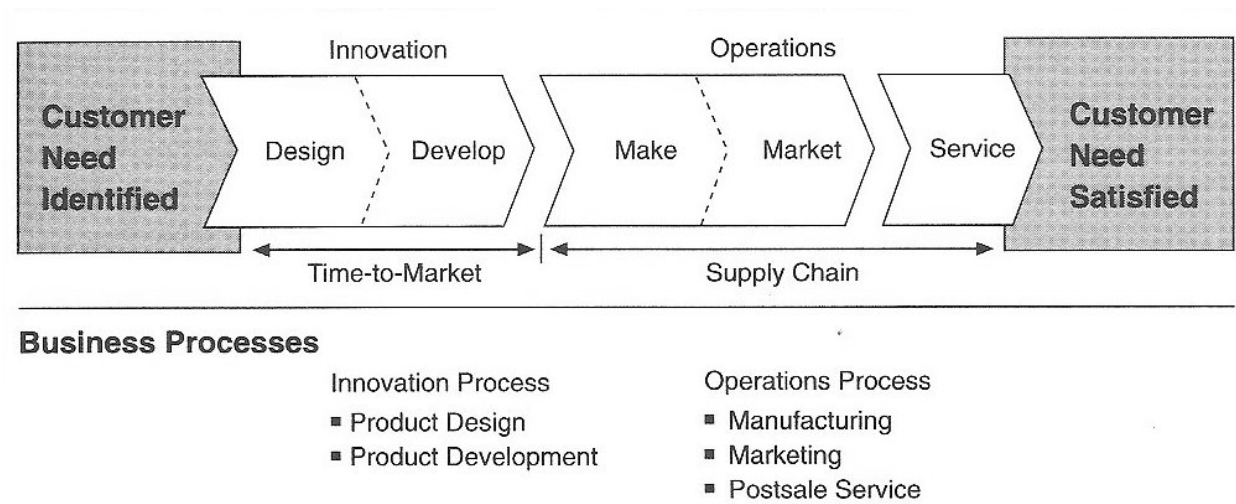 Innovation
Operations
Customer
Need
Identified
Design
Develop
Make
Market
Service
Customer
Need
Satisfied
Time-to-Market
Supply Chain
Business Processes
Innovation Process
▪ Product Design
▪ Product Development
Operations Process
▪ Manufacturing
▪ Marketing
▪ Postsale Service